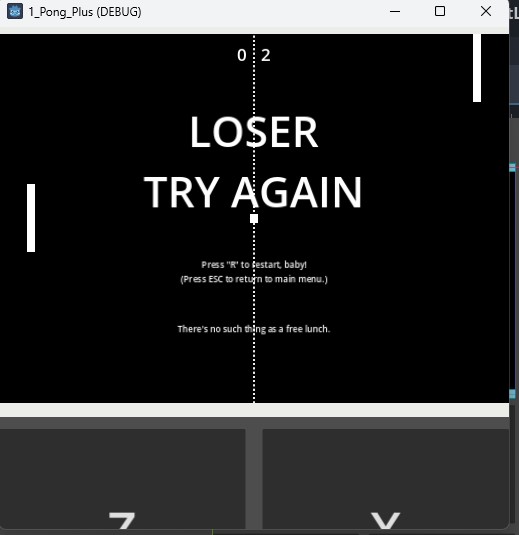 1_Pong_Plus (DEBUG)
0 2
LOSER
TRY AGAIN
Press "R" to restart, baby!
(Press ESC to return to main menu.)
There's no such thing as a free lunch.